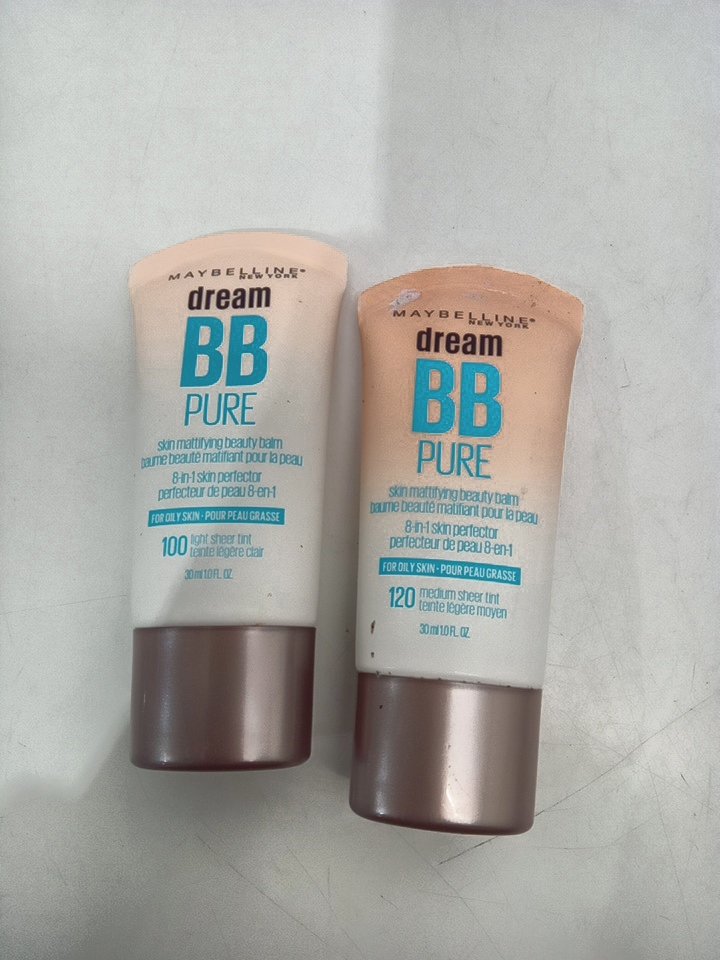 MAYBELLINE®
NEW YORK
dream
BB
PURE
skin mattifying beauty balm
baume beauté matifiant pour la peau
8-in-1 skin perfector
perfecteur de peau 8-en-1
FOR OILY SKIN • POUR PEAU GRASSE
100 light sheer tint
teinte légère clair
30 ml 1.0 FL. OZ.
MAYBELLINE®
NEW YORK
dream
BB
PURE
skin mattifying beauty balm
baume beauté matifiant pour la peau
8-in-1 skin perfector
perfecteur de peau 8-en-1
FOR OILY SKIN • POUR PEAU GRASSE
120 medium sheer tint
teinte légère moyen
30 ml 1.0 FL. OZ.